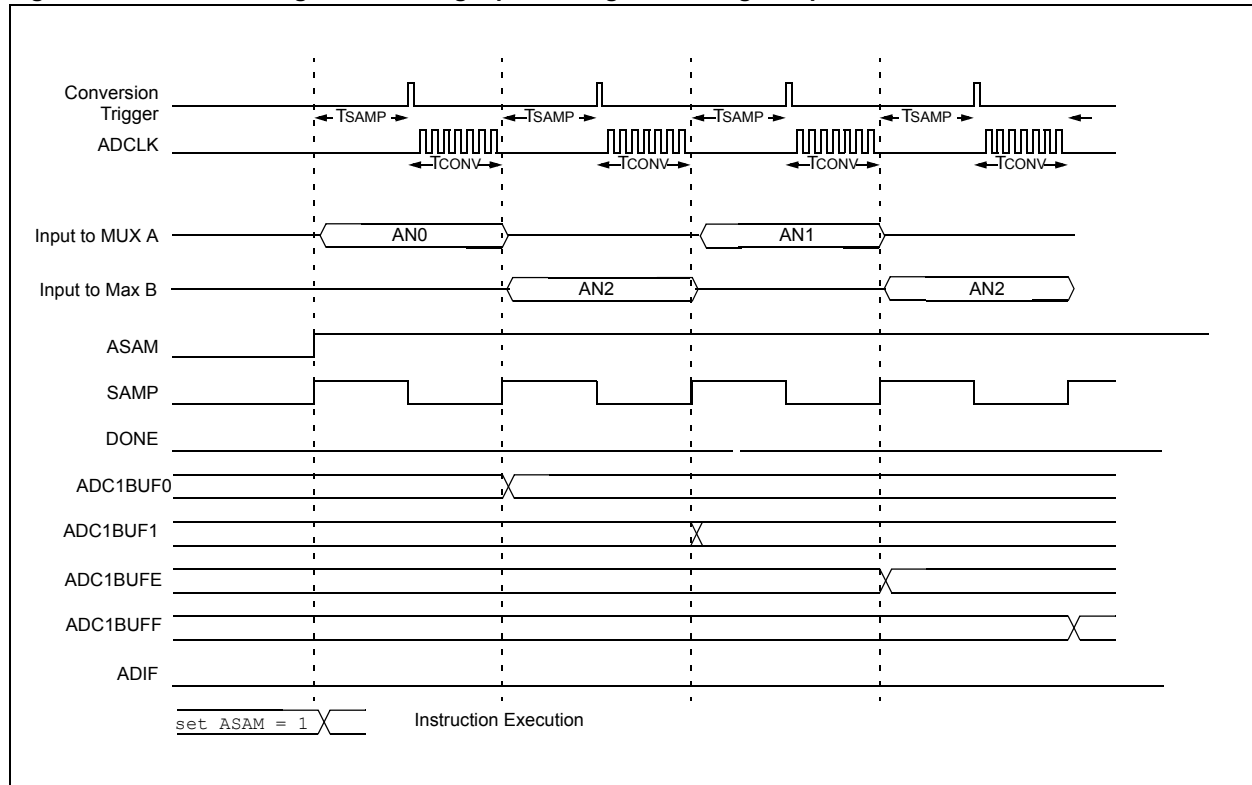 Conversion
Trigger
TSAMP TSAMP TSAMP TSAMP
ADCLK
TCONV TCONV TCONV TCONV
Input to MUX A
AN0 AN1
Input to Max B
AN2 AN2
ASAM
SAMP
DONE
ADC1BUF0
ADC1BUF1
ADC1BUFE
ADC1BUFF
ADIF
set ASAM = 1 Instruction Execution